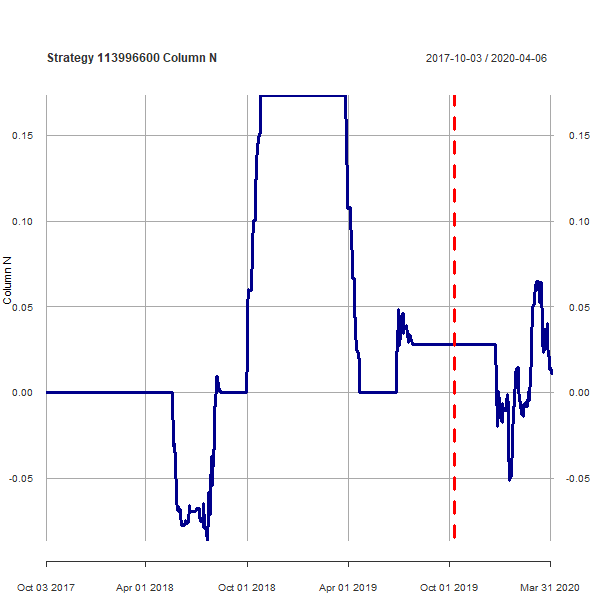 Strategy 113996600 Column N 2017-10-03 / 2020-04-06
0.15 0.15
0.10 0.10
0.05 0.05
0.00 0.00
-0.05 -0.05
Column N
Oct 03 2017 Apr 01 2018 Oct 01 2018 Apr 01 2019 Oct 01 2019 Mar 31 2020